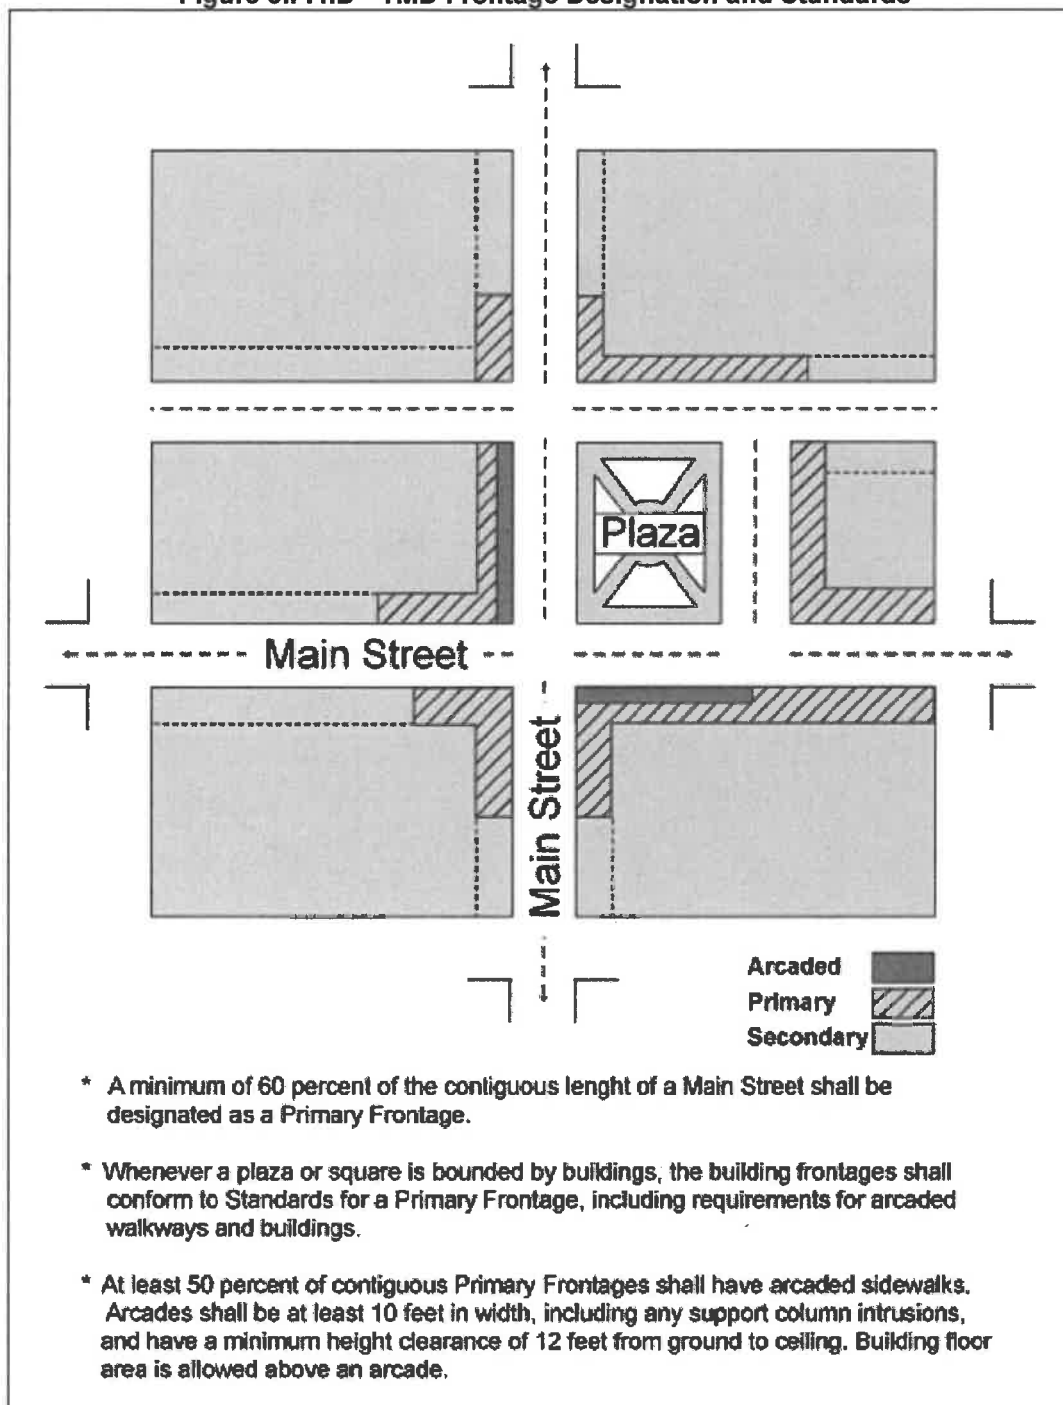 TMD Frontage Designation and Standards
Plaza
Main Street
Main Street
Arcaded
Primary
Secondary
* A minimum of 60 percent of the contiguous lenght of a Main Street shall be
designated as a Primary Frontage.
* Whenever a plaza or square is bounded by buildings, the building frontages shall
conform to Standards for a Primary Frontage, including requirements for arcaded
walkways and buildings.
* At least 50 percent of contiguous Primary Frontages shall have arcaded sidewalks.
Arcades shall be at least 10 feet in width, including any support column intrusions,
and have a minimum height clearance of 12 feet from ground to ceiling. Building floor
area is allowed above an arcade.